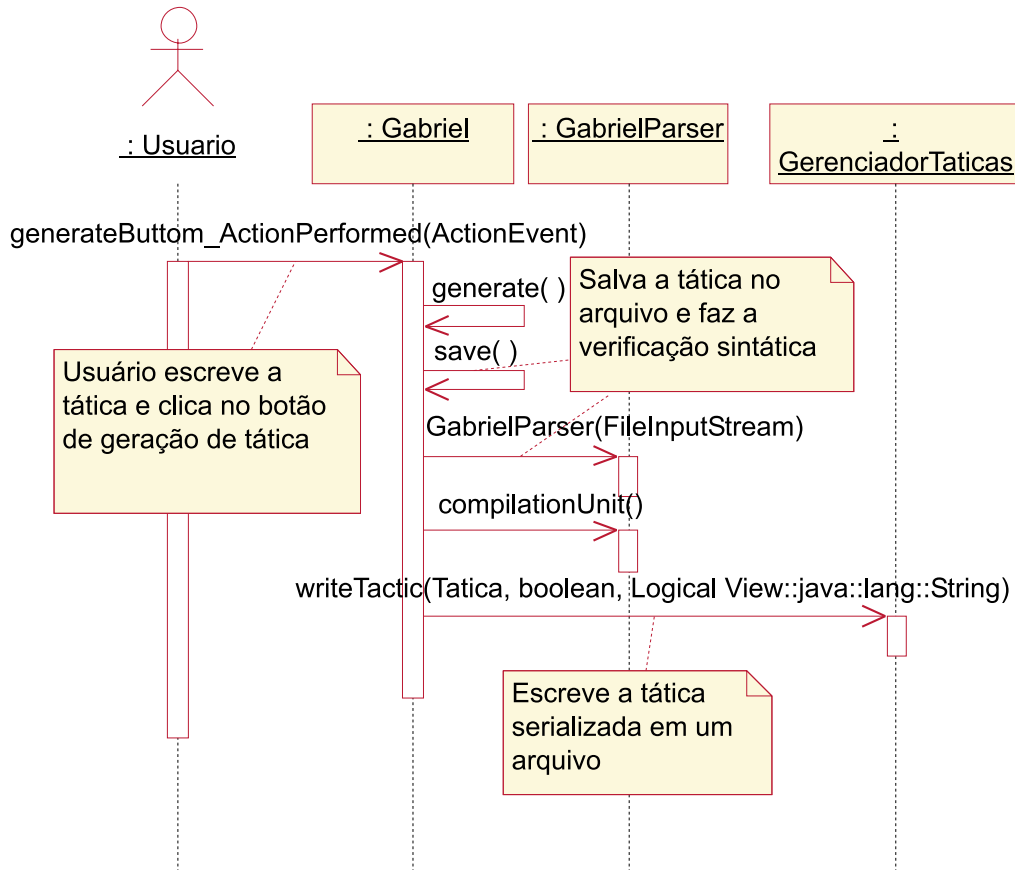 : Usuario
: Gabriel
: GabrielParser
:
GerenciadorTaticas
generateButtom_ActionPerformed(ActionEvent)
generate( )
Salva a tática no
arquivo e faz a
verificação sintática
save( )
Usuário escreve a
tática e clica no botão
de geração de tática
GabrielParser(FileInputStream)
compilationUnit()
writeTactic(Tatica, boolean, Logical View::java::lang::String)
Escreve a tática
serializada em um
arquivo